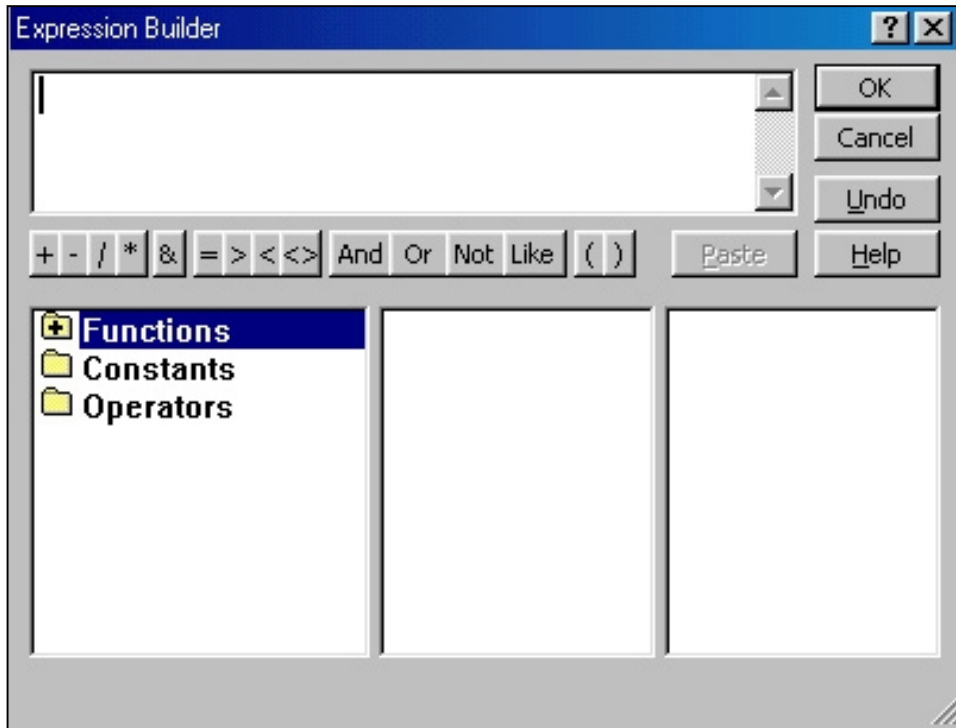 Expression Builder
OK
Cancel
Undo
+ - / * & = > < <> And Or Not Like ( ) Paste Help
Functions
Constants
Operators